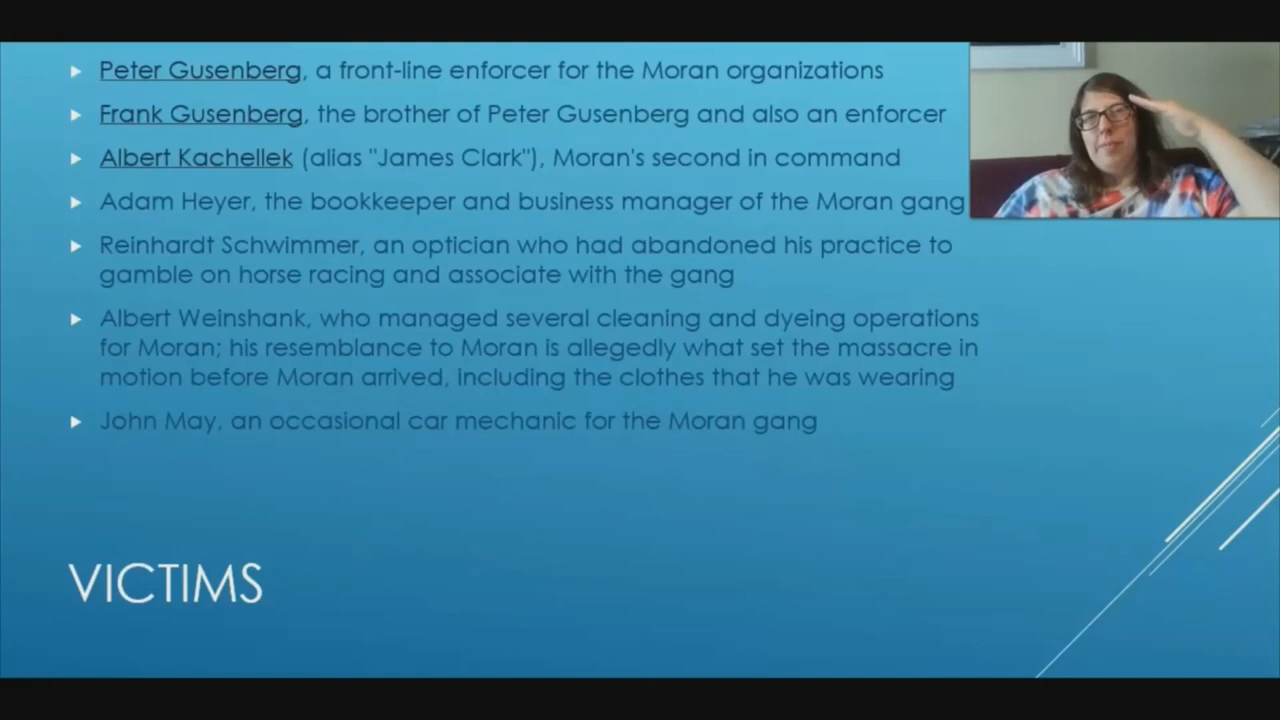 Peter Gusenberg, a front-line enforcer for the Moran organizations
Frank Gusenberg, the brother of Peter Gusenberg and also an enforcer
Albert Kachellek (alias "James Clark"), Moran's second in command
Adam Heyer, the bookkeeper and business manager of the Moran gang
Reinhardt Schwimmer, an optician who had abandoned his practice to
gamble on horse racing and associate with the gang
Albert Weinshank, who managed several cleaning and dyeing operations
for Moran; his resemblance to Moran is allegedly what set the massacre in
motion before Moran arrived, including the clothes that he was wearing
John May, an occasional car mechanic for the Moran gang
VICTIMS